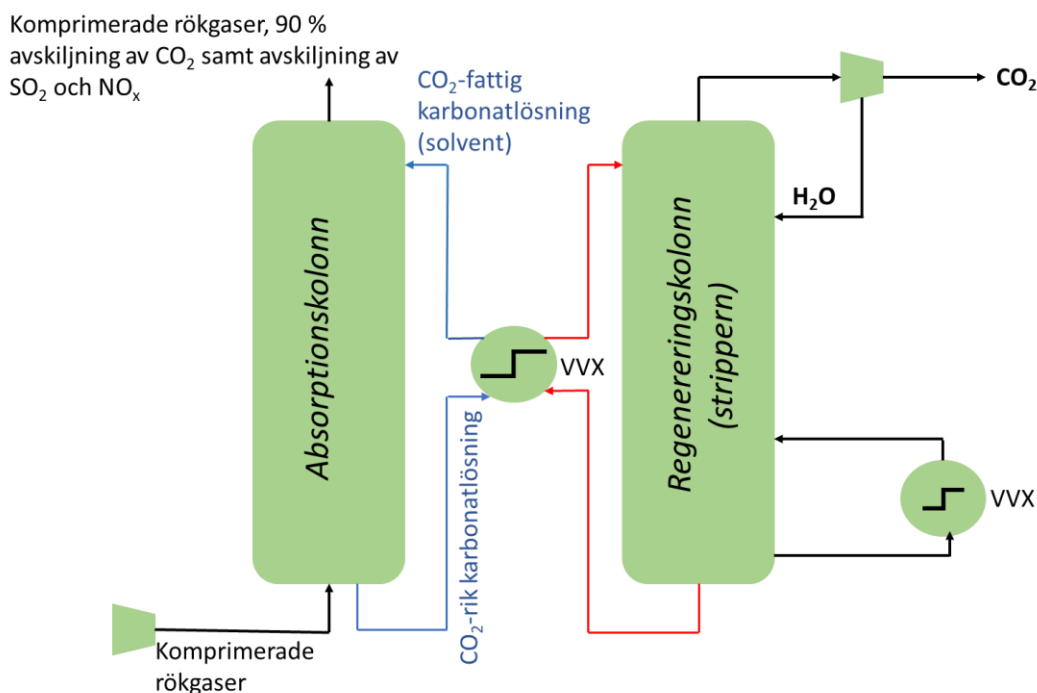 Komprimerade rökgaser, 90 %
avskiljning av CO₂ samt avskiljning av
SO₂ och NOₓ
CO₂-fattig
karbonatlösning
(solvent)
CO₂
H₂O
Absorptionskolonn
Regenereringskolonn
(strippern)
VVX
CO₂-rik karbonatlösning
VVX
Komprimerade
rökgaser